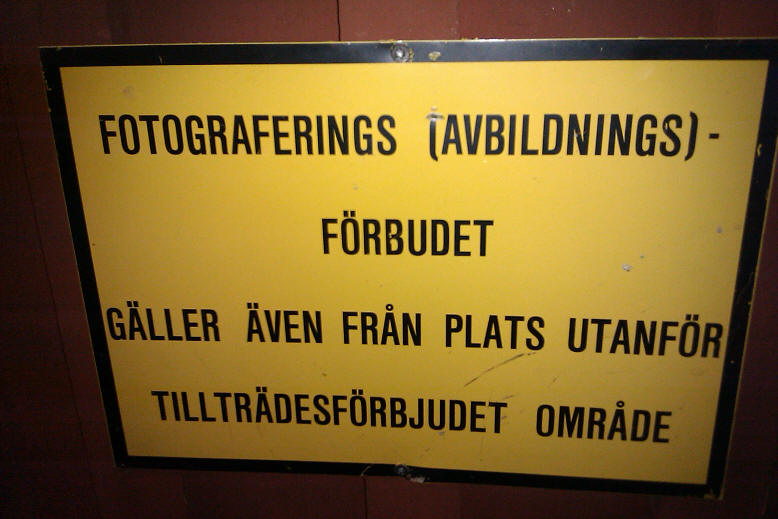 FOTOGRAFERINGS (AVBILDNINGS)-
FÖRBUDET
GÄLLER ÄVEN FRÅN PLATS UTANFÖR
TILLTRÄDESFÖRBJUDET OMRÅDE